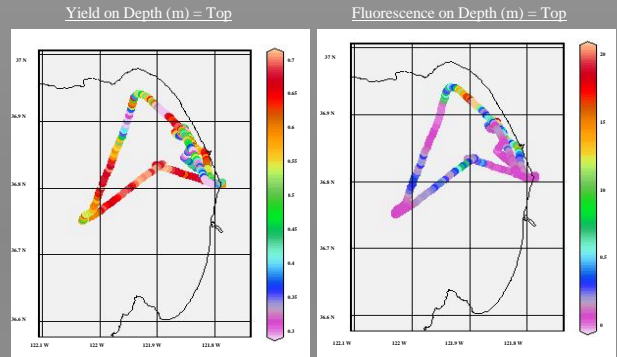 Yield on Depth (m) = Top
Fluorescence on Depth (m) = Top
37 N
36.9 N
36.8 N
36.7 N
36.6 N
122.1 W
122 W
121.9 W
121.8 W
0.7
0.65
0.6
0.55
0.5
0.45
0.4
0.35
0.3
37 N
36.9 N
36.8 N
36.7 N
36.6 N
122.1 W
122 W
121.9 W
121.8 W
20
15
10
0.5
0